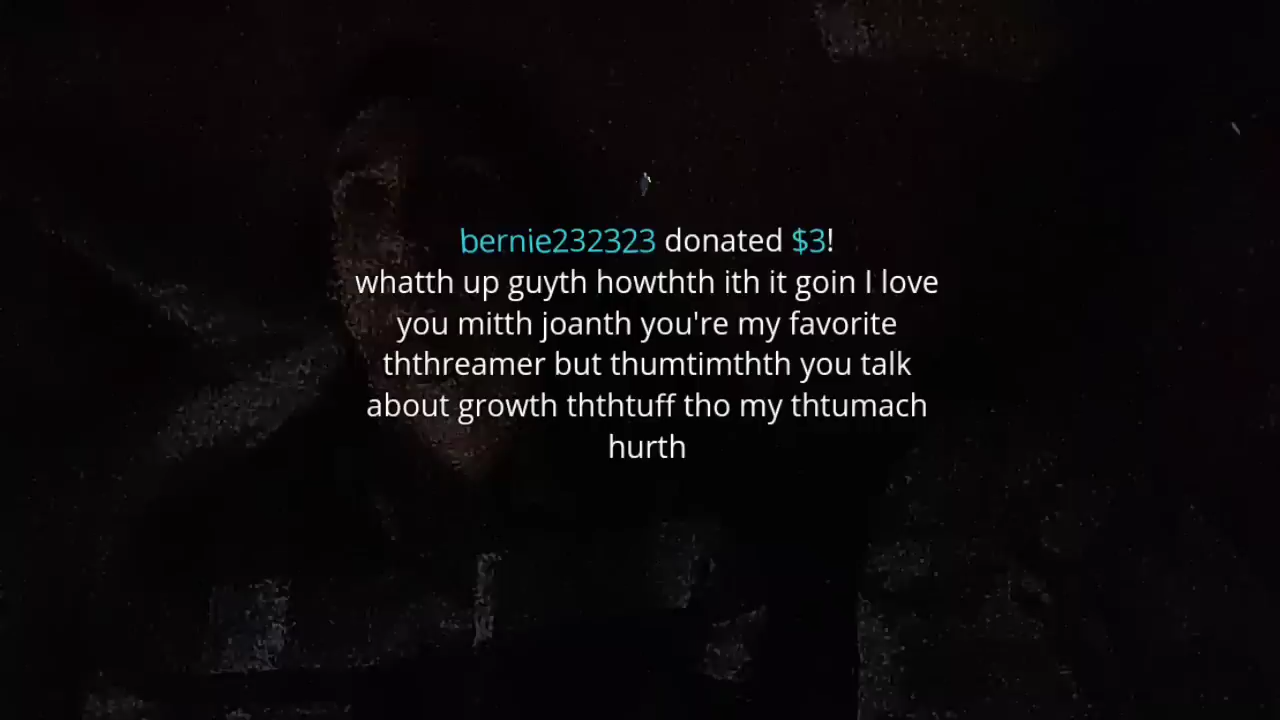 bernie232323 donated $3!
whatth up guyth howthth ith it goin I love
you mitth joanth you're my favorite
ththreamer but thumtimthth you talk
about growth ththtuff tho my thtumach
hurth